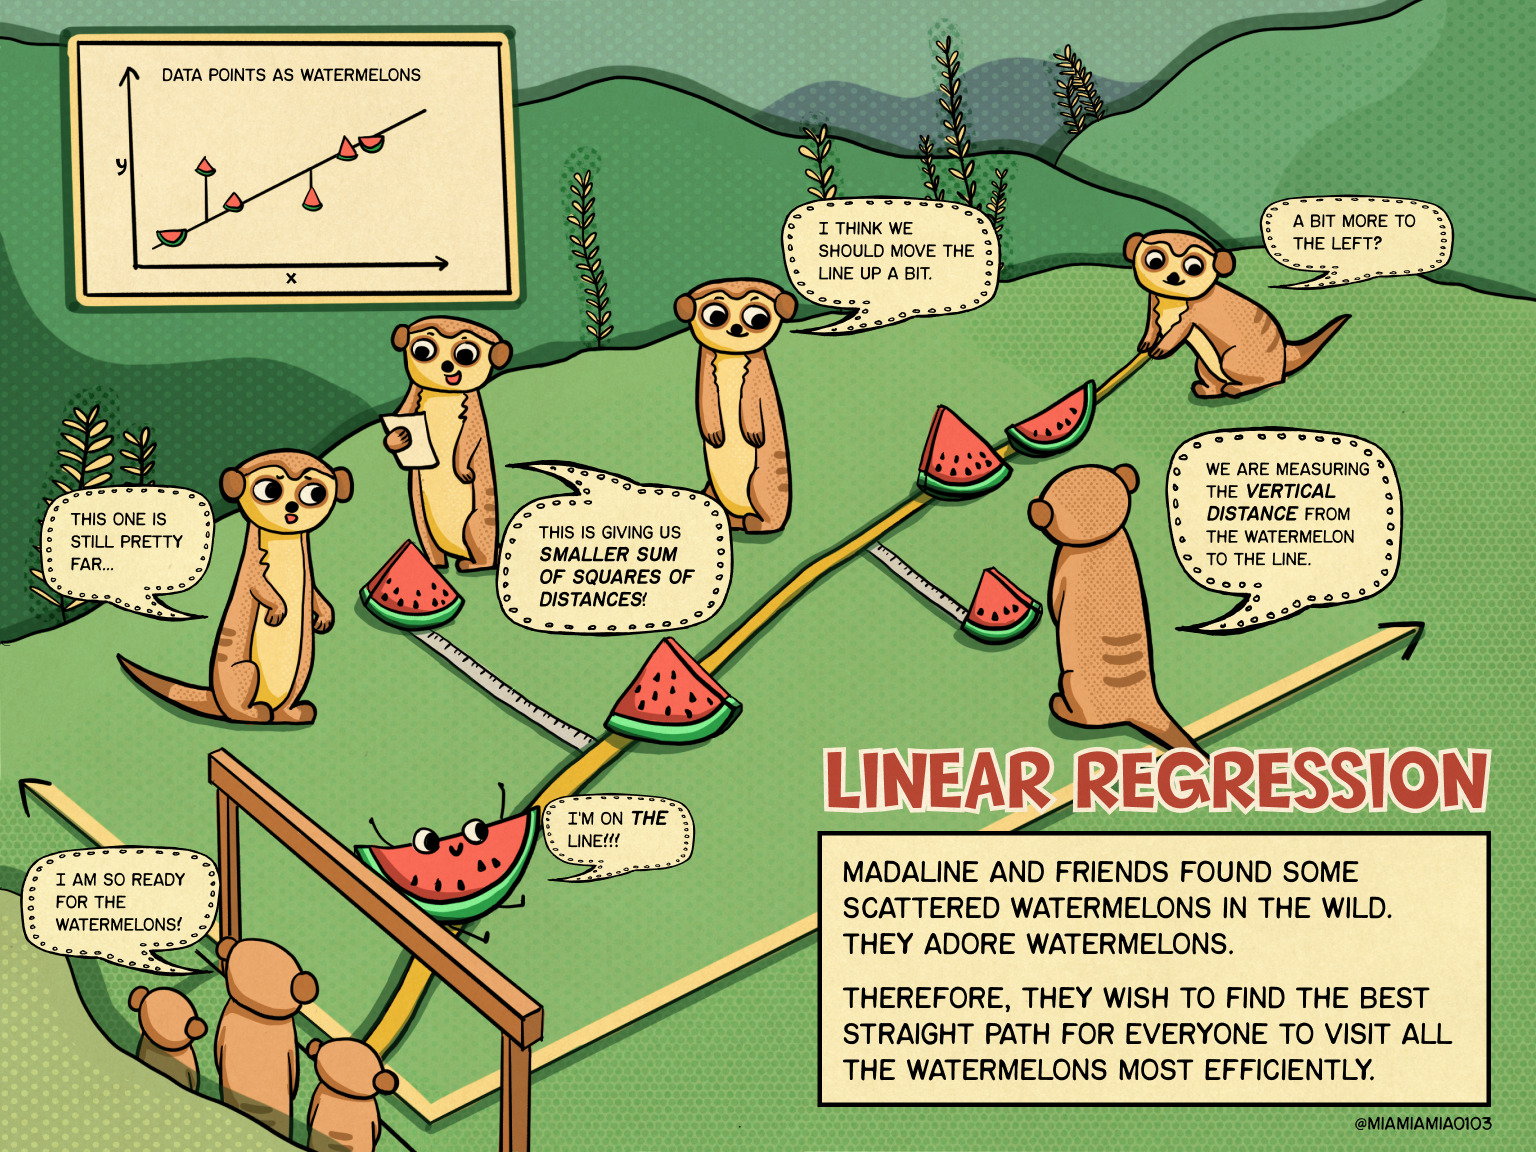 DATA POINTS AS WATERMELONS
y
x
I THINK WE
SHOULD MOVE THE
LINE UP A BIT.
A BIT MORE TO
THE LEFT?
THIS ONE IS
STILL PRETTY
FAR...
THIS IS GIVING US
SMALLER SUM
OF SQUARES OF
DISTANCES!
WE ARE MEASURING
THE VERTICAL
DISTANCE FROM
THE WATERMELON
TO THE LINE.
I'M ON THE
LINE!!!
I AM SO READY
FOR THE
WATERMELONS!
LINEAR REGRESSION
MADALINE AND FRIENDS FOUND SOME
SCATTERED WATERMELONS IN THE WILD.
THEY ADORE WATERMELONS.
THEREFORE, THEY WISH TO FIND THE BEST
STRAIGHT PATH FOR EVERYONE TO VISIT ALL
THE WATERMELONS MOST EFFICIENTLY.
@MIAMIAMIA0103